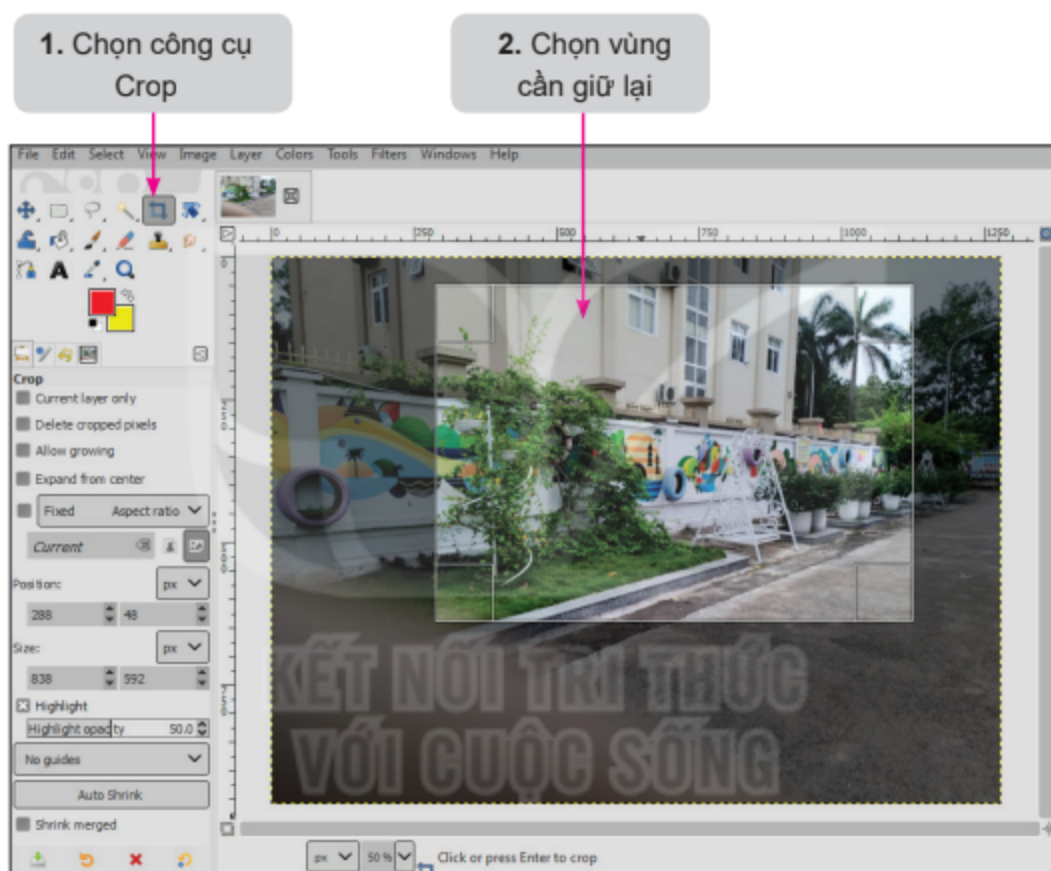 1. Chọn công cụ
Crop
2. Chọn vùng
cần giữ lại
File Edit Select View Image Layer Colors Tools Filters Windows Help
0 250 500 750 1000 1250
Crop
Current layer only
Delete cropped pixels
Allow growing
Expand from center
Fixed Aspect ratio
Current
Position: px
288 48
Size: px
838 592
Highlight
Highlight opacity 50.0
No guides
Auto Shrink
Shrink merged
KẾT NỐI TRI THỨC
VỚI CUỘC SỐNG
px 50 % Click or press Enter to crop